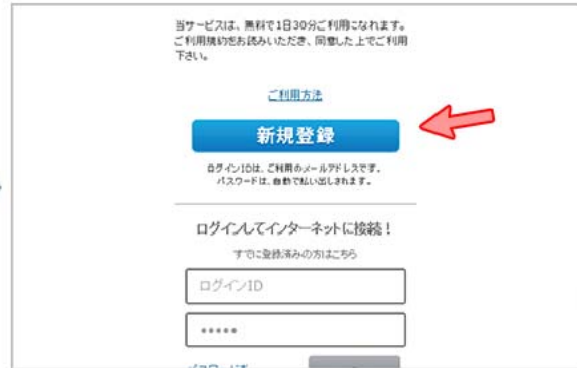 当サービスは、無料で1日30分ご利用になれます。
ご利用規約をお読みいただき、同意した上でご利用
下さい。
ご利用方法
新規登録
ログインIDは、ご利用のメールアドレスです。
パスワードは、自動で払い出しされます。
ログインしてインターネットに接続！
すでに登録済みの方はこちら
ログインID
*****